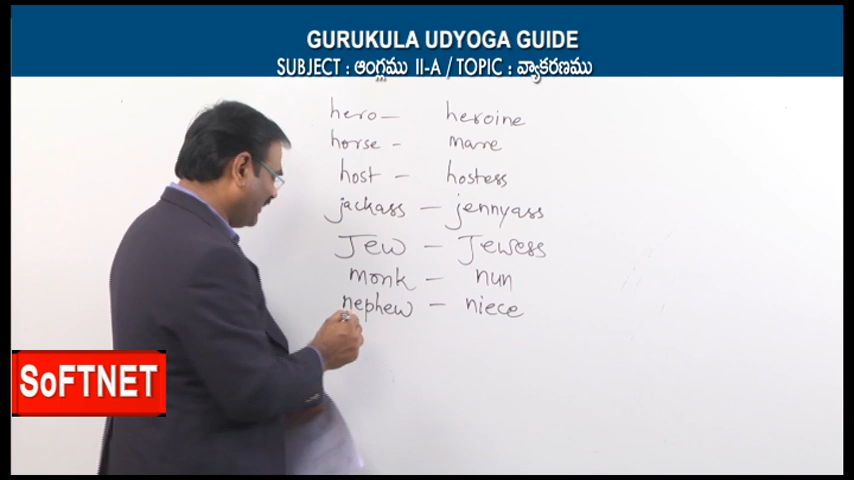 GURUKULA UDYOGA GUIDE
SUBJECT : ఆంగ్లము II-A / TOPIC : వ్యాకరణము
hero – heroine
horse - mare
host – hostess
jackass – jennyass
Jew – Jewess
monk – nun
nephew – niece
SoFTNET